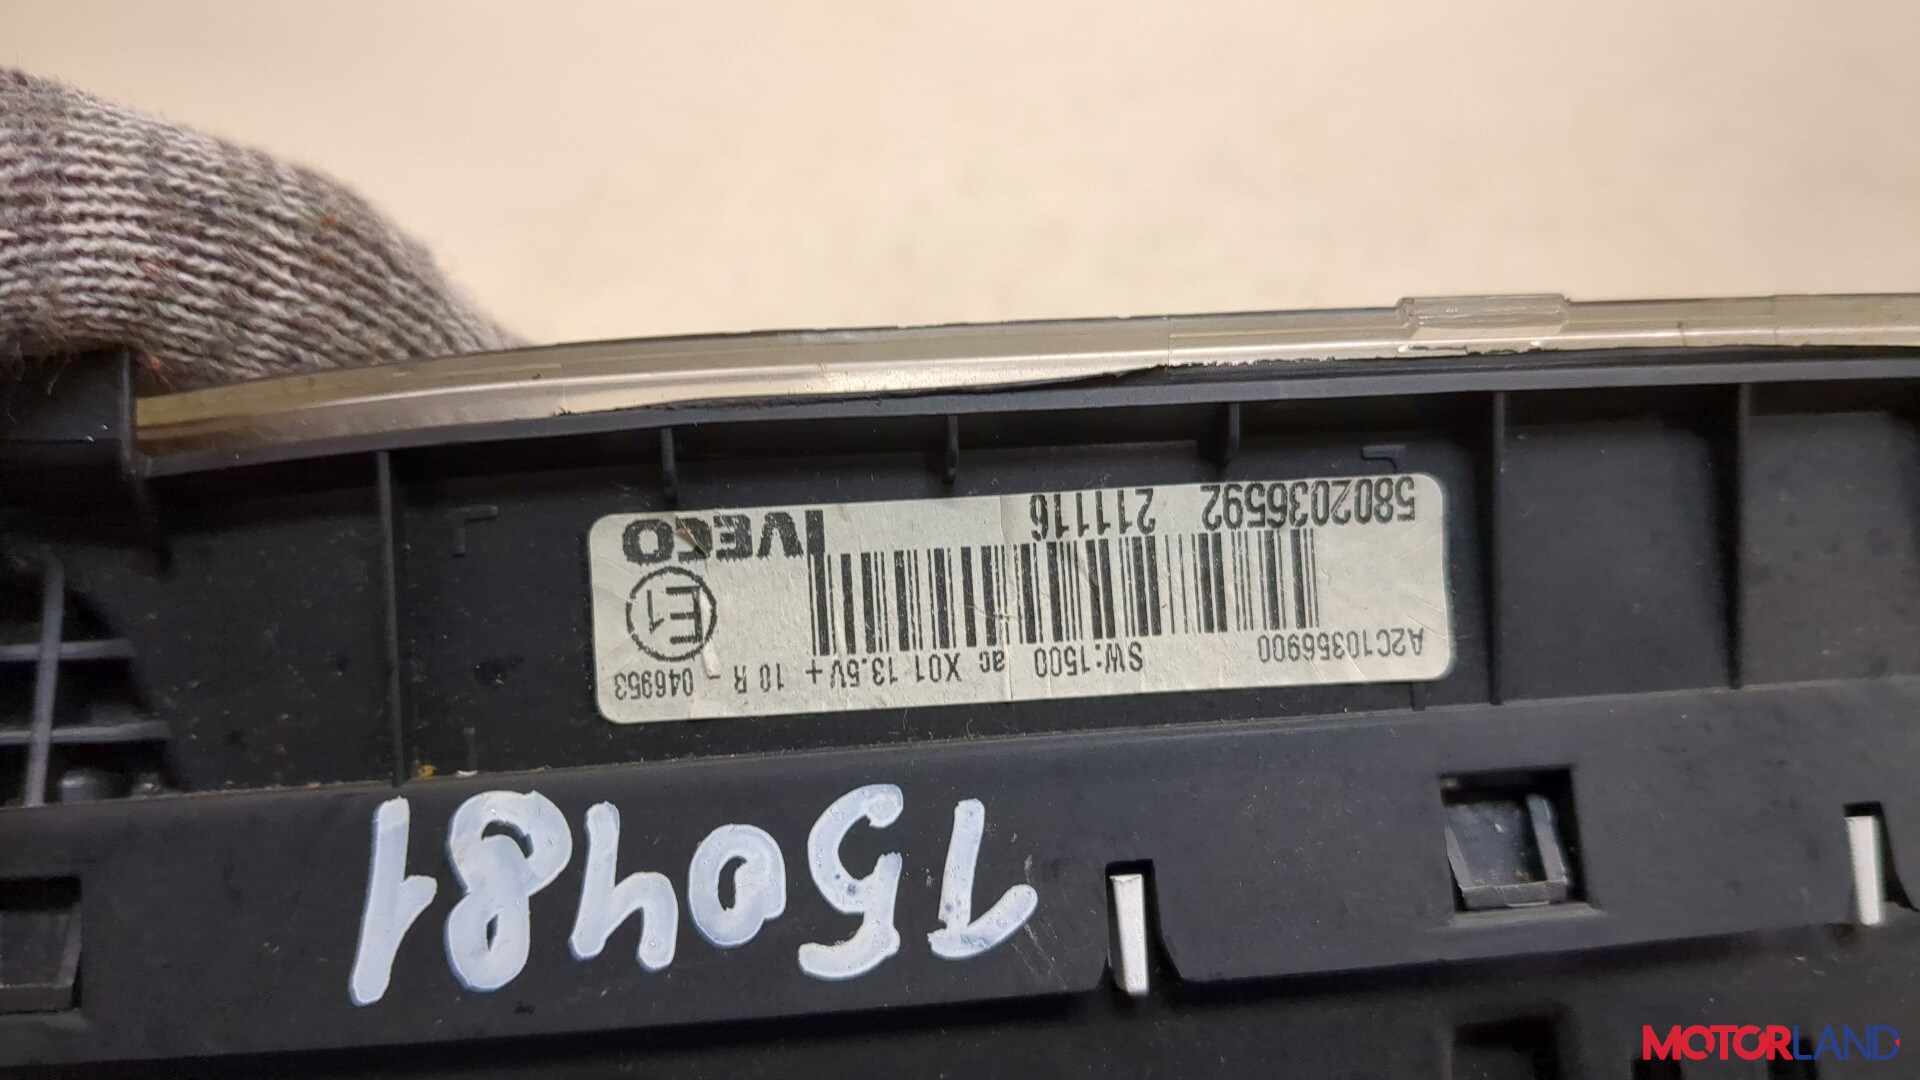 A2C10356900 SW:1500 ac X01 13.5V+ 10 R - 046953
E1
5802036592 211116 IVECO
150481
MOTORLAND